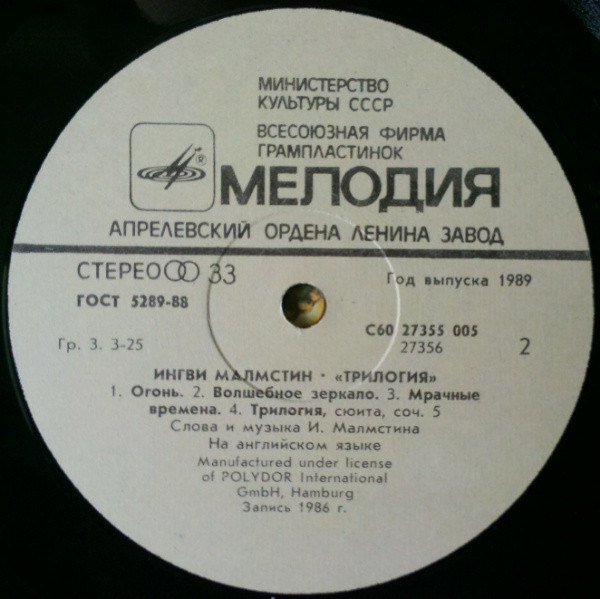 МИНИСТЕРСТВО
КУЛЬТУРЫ СССР
ВСЕСОЮЗНАЯ ФИРМА
ГРАМПЛАСТИНОК
®
МЕЛОДИЯ
АПРЕЛЕВСКИЙ ОРДЕНА ЛЕНИНА ЗАВОД
СТЕРЕО 33
Год выпуска 1989
ГОСТ 5289-88
Гр. 3. 3-25
С60 27355 005
27356
2
ИНГВИ МАЛМСТИН · «ТРИЛОГИЯ»
1. Огонь. 2. Волшебное зеркало. 3. Мрачные
времена. 4. Трилогия, сюита, соч. 5
Слова и музыка И. Малмстина
На английском языке
Manufactured under license
of POLYDOR International
GmbH, Hamburg
Запись 1986 г.